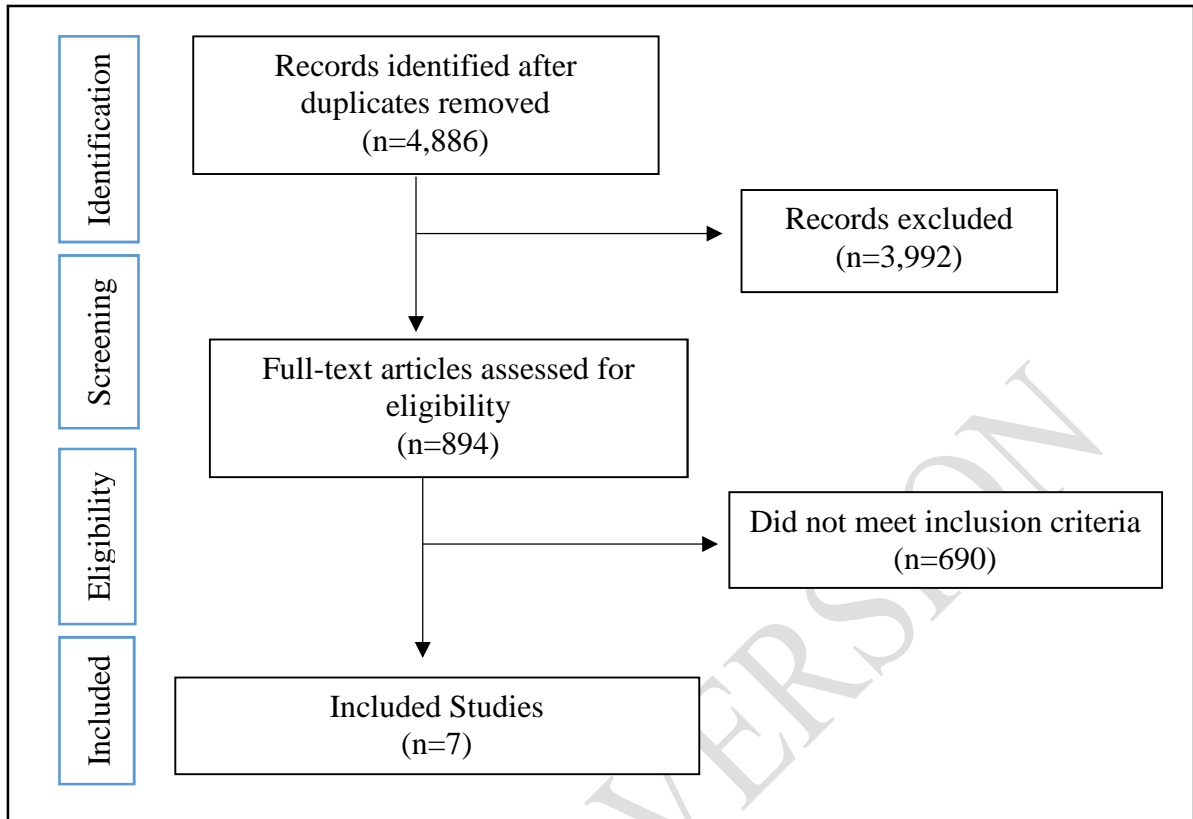 Identification
Records identified after
duplicates removed
(n=4,886)
Records excluded
(n=3,992)
Screening
Full-text articles assessed for
eligibility
(n=894)
Eligibility
Did not meet inclusion criteria
(n=690)
Included
Included Studies
(n=7)
VERSION